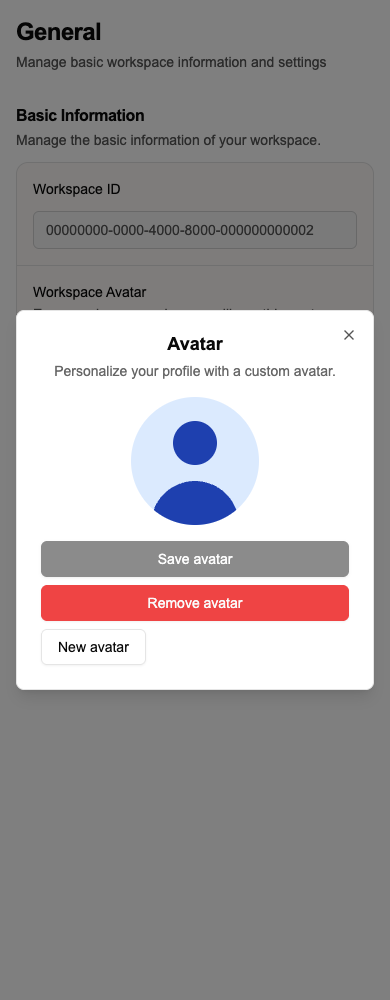 General
Manage basic workspace information and settings
Basic Information
Manage the basic information of your workspace.
Workspace ID
00000000-0000-4000-8000-000000000002
Workspace Avatar
Avatar
Personalize your profile with a custom avatar.
Save avatar
Remove avatar
New avatar